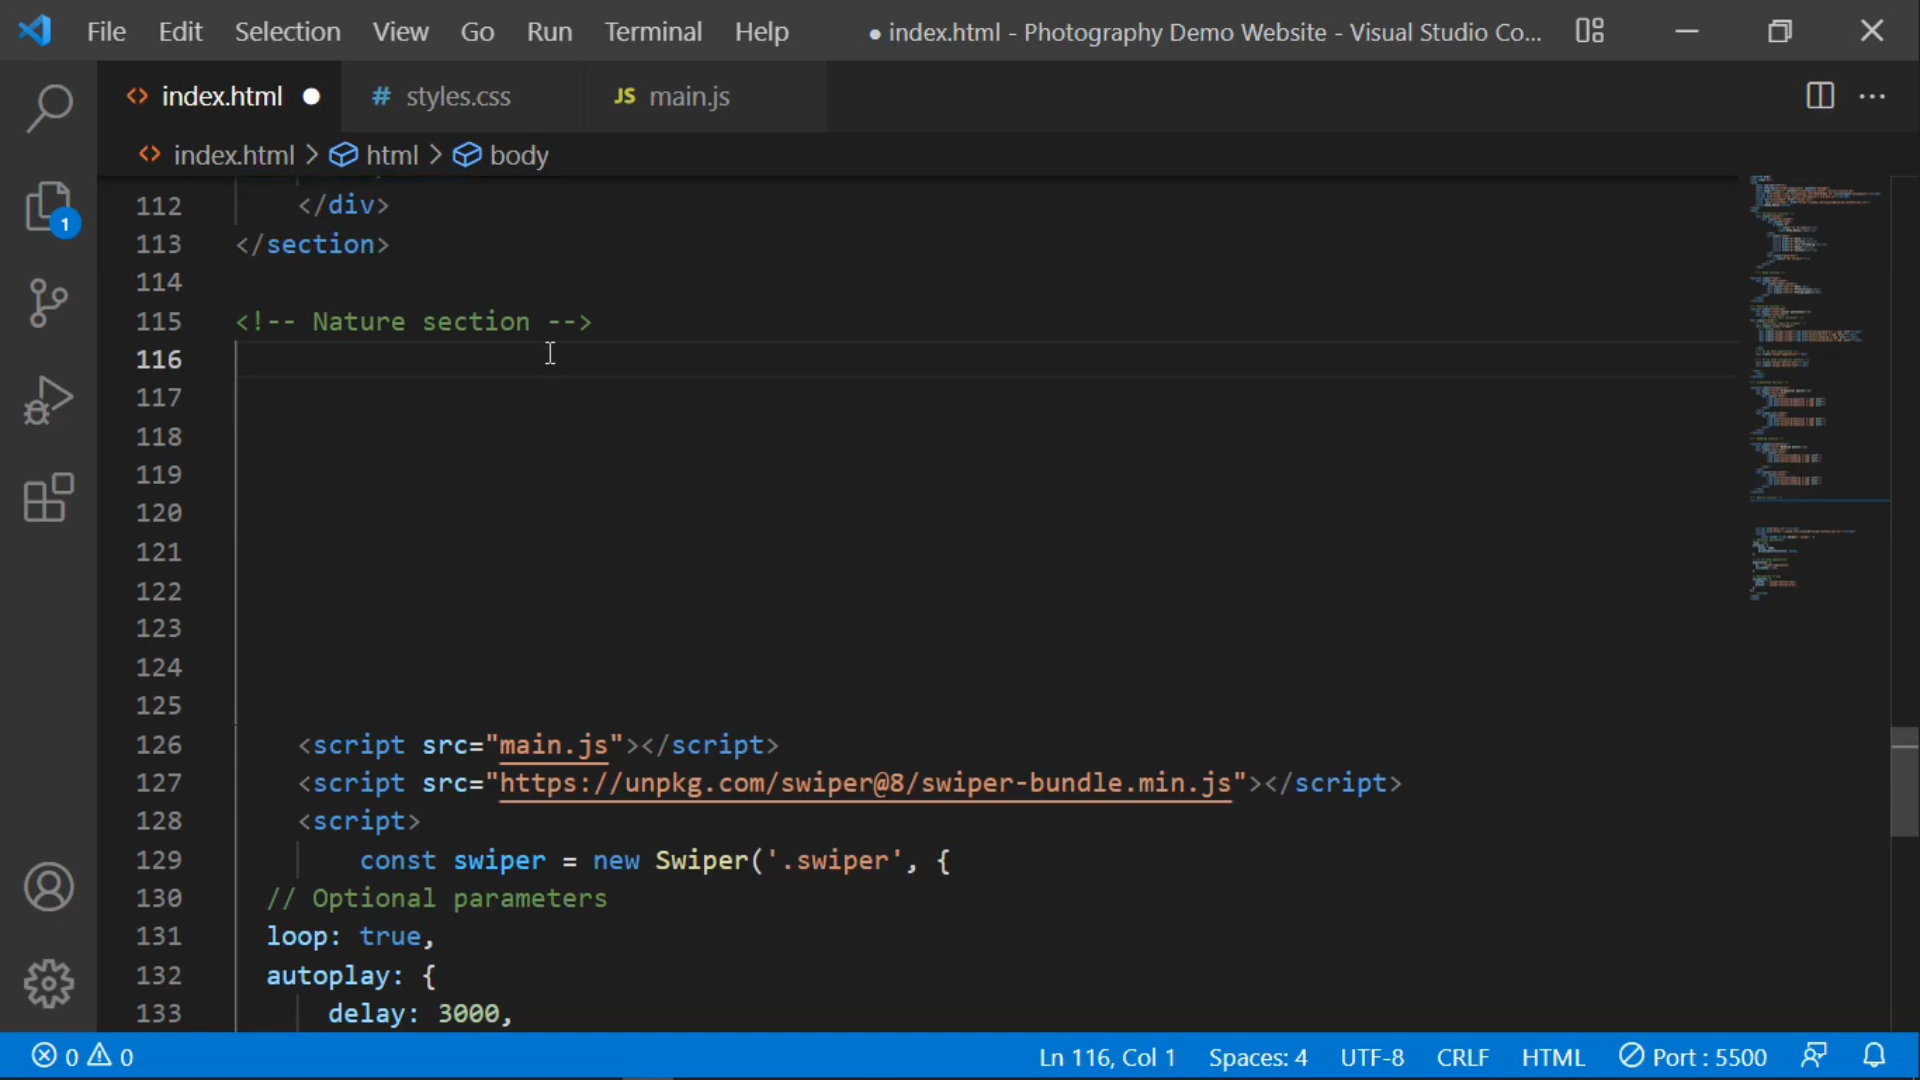 File Edit Selection View Go Run Terminal Help ● index.html - Photography Demo Website - Visual Studio Co...
index.html ● # styles.css JS main.js
index.html > html > body
112 </div>
113 </section>
114
115 <!-- Nature section -->
116
117
118
119
120
121
122
123
124
125
126 <script src="main.js"></script>
127 <script src="https://unpkg.com/swiper@8/swiper-bundle.min.js"></script>
128 <script>
129 const swiper = new Swiper('.swiper', {
130 // Optional parameters
131 loop: true,
132 autoplay: {
133 delay: 3000,
1
0 0 Ln 116, Col 1 Spaces: 4 UTF-8 CRLF HTML Port : 5500